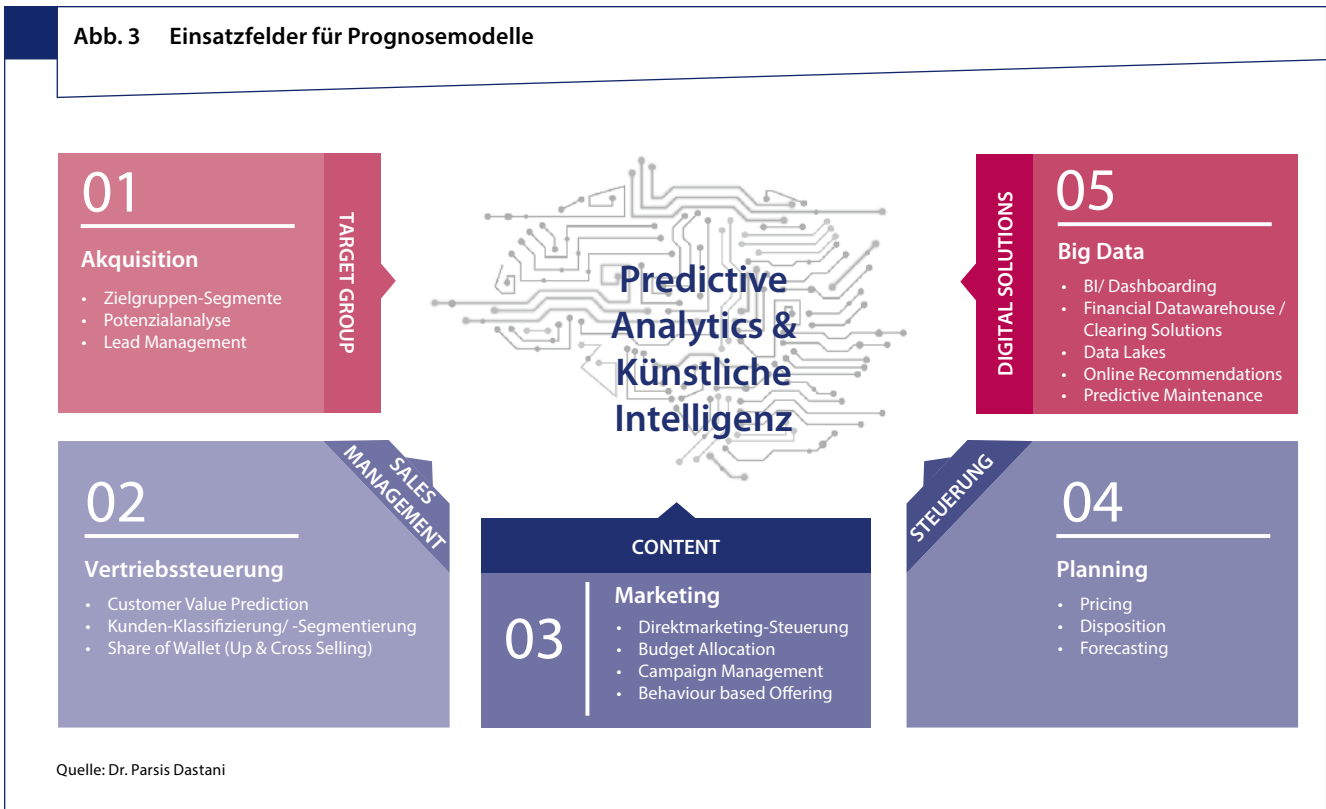 Abb. 3 Einsatzfelder für Prognosemodelle
01
Akquisition
• Zielgruppen-Segmente
• Potenzialanalyse
• Lead Management
TARGET GROUP
02
Vertriebssteuerung
• Customer Value Prediction
• Kunden-Klassifizierung/ -Segmentierung
• Share of Wallet (Up & Cross Selling)
SALES
MANAGEMENT
Predictive
Analytics &
Künstliche
Intelligenz
CONTENT
03
Marketing
• Direktmarketing-Steuerung
• Budget Allocation
• Campaign Management
• Behaviour based Offering
STEUERUNG
04
Planning
• Pricing
• Disposition
• Forecasting
DIGITAL SOLUTIONS
05
Big Data
• BI/ Dashboarding
• Financial Datawarehouse /
Clearing Solutions
• Data Lakes
• Online Recommendations
• Predictive Maintenance
Quelle: Dr. Parsis Dastani